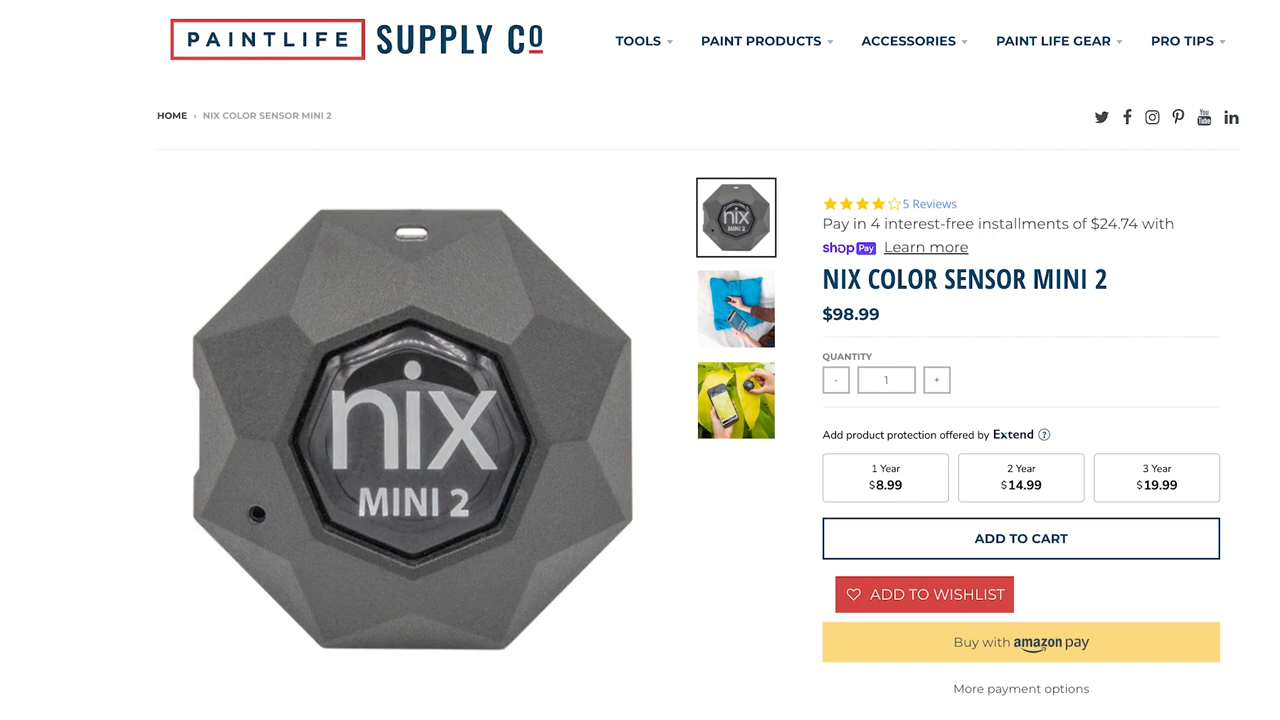 PAINTLIFE SUPPLY CO
TOOLS PAINT PRODUCTS ACCESSORIES PAINT LIFE GEAR PRO TIPS
HOME › NIX COLOR SENSOR MINI 2
You Tube
nix
MINI 2
nix
MINI 2
5 Reviews
Pay in 4 interest-free installments of $24.74 with
shop Pay Learn more
NIX COLOR SENSOR MINI 2
$98.99
QUANTITY
- 1 +
Add product protection offered by Extend ?
1 Year 2 Year 3 Year
$8.99 $14.99 $19.99
ADD TO CART
ADD TO WISHLIST
Buy with amazon pay
More payment options